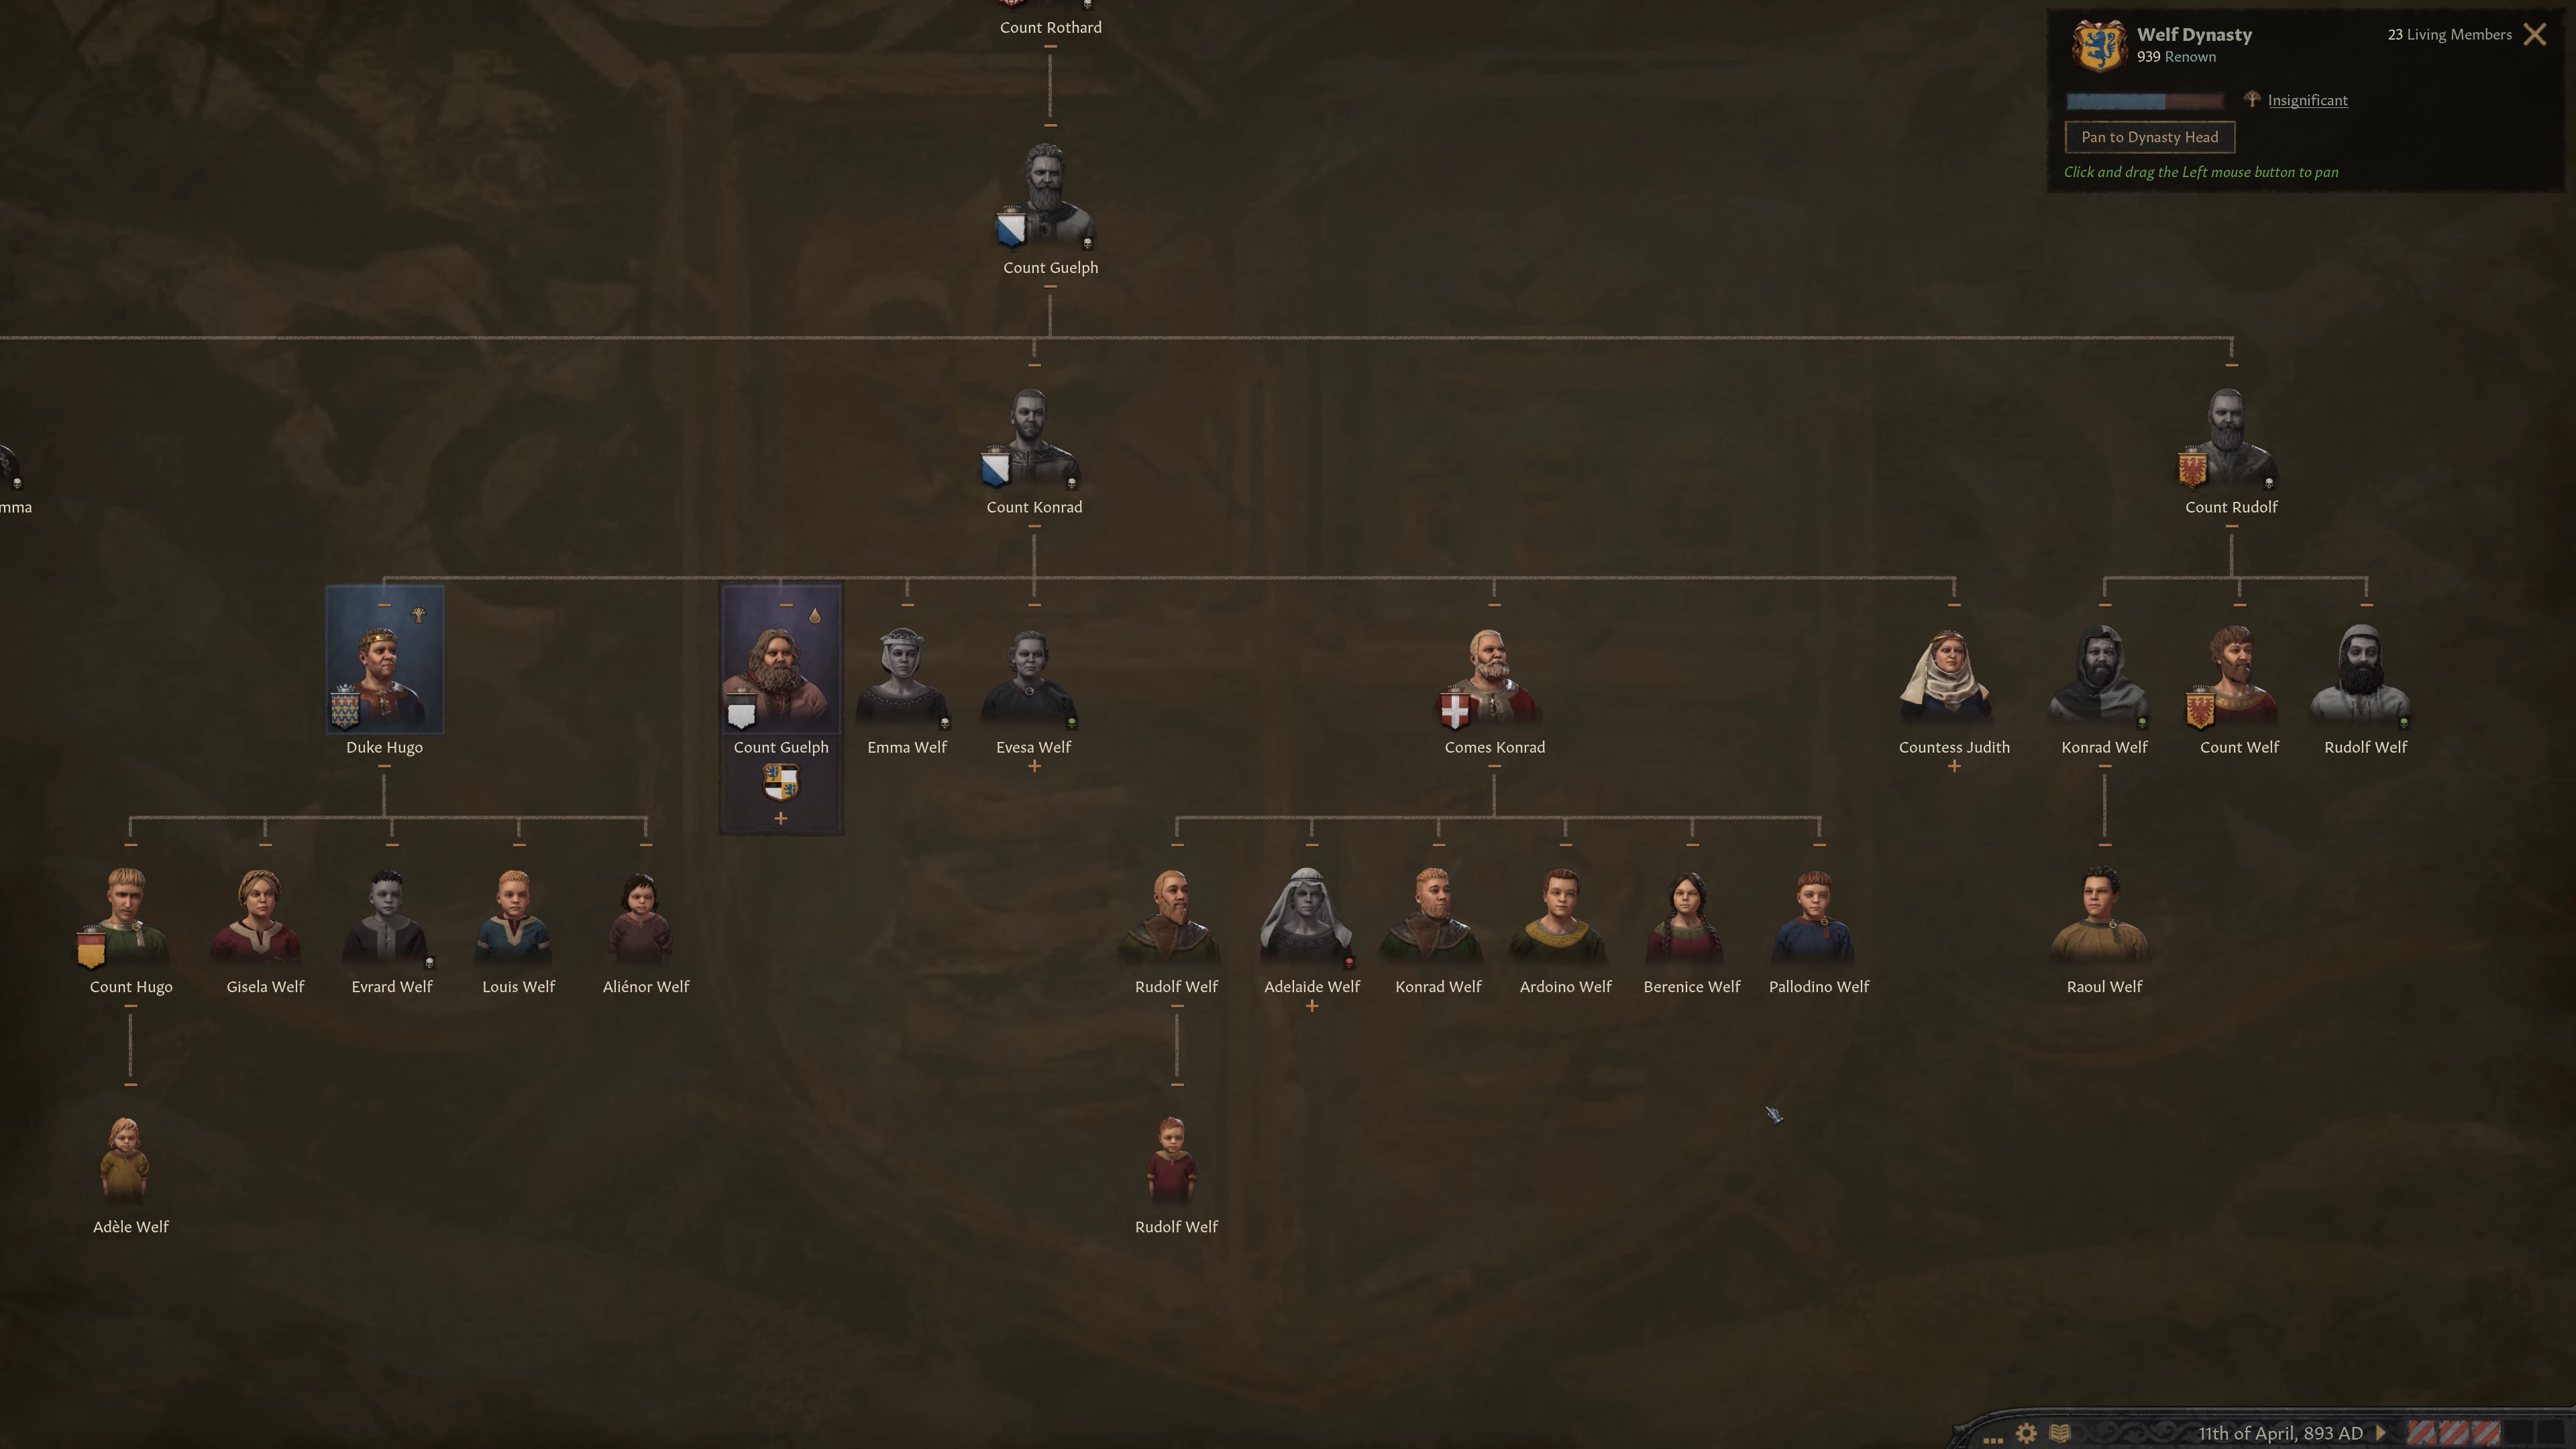 Count Rothard
Welf Dynasty
23 Living Members
939 Renown
Insignificant
Pan to Dynasty Head
Click and drag the Left mouse button to pan
Count Guelph
mma
Count Konrad
Count Rudolf
Duke Hugo
Count Guelph
Emma Welf
Evesa Welf
Comes Konrad
Countess Judith
Konrad Welf
Count Welf
Rudolf Welf
Count Hugo
Gisela Welf
Evrard Welf
Louis Welf
Aliénor Welf
Rudolf Welf
Adelaide Welf
Konrad Welf
Ardoino Welf
Berenice Welf
Pallodino Welf
Raoul Welf
Adèle Welf
Rudolf Welf
... 11th of April, 893 AD